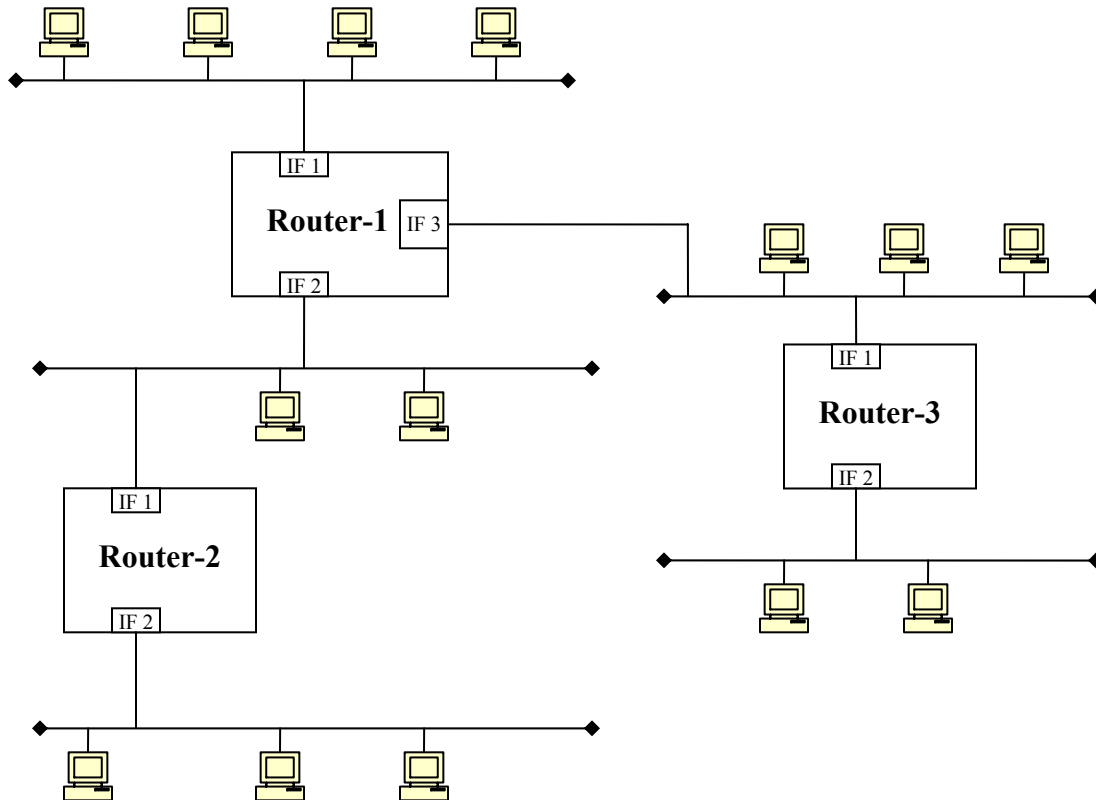 IF 1
Router-1
IF 3
IF 2
IF 1
Router-3
IF 2
IF 1
Router-2
IF 2